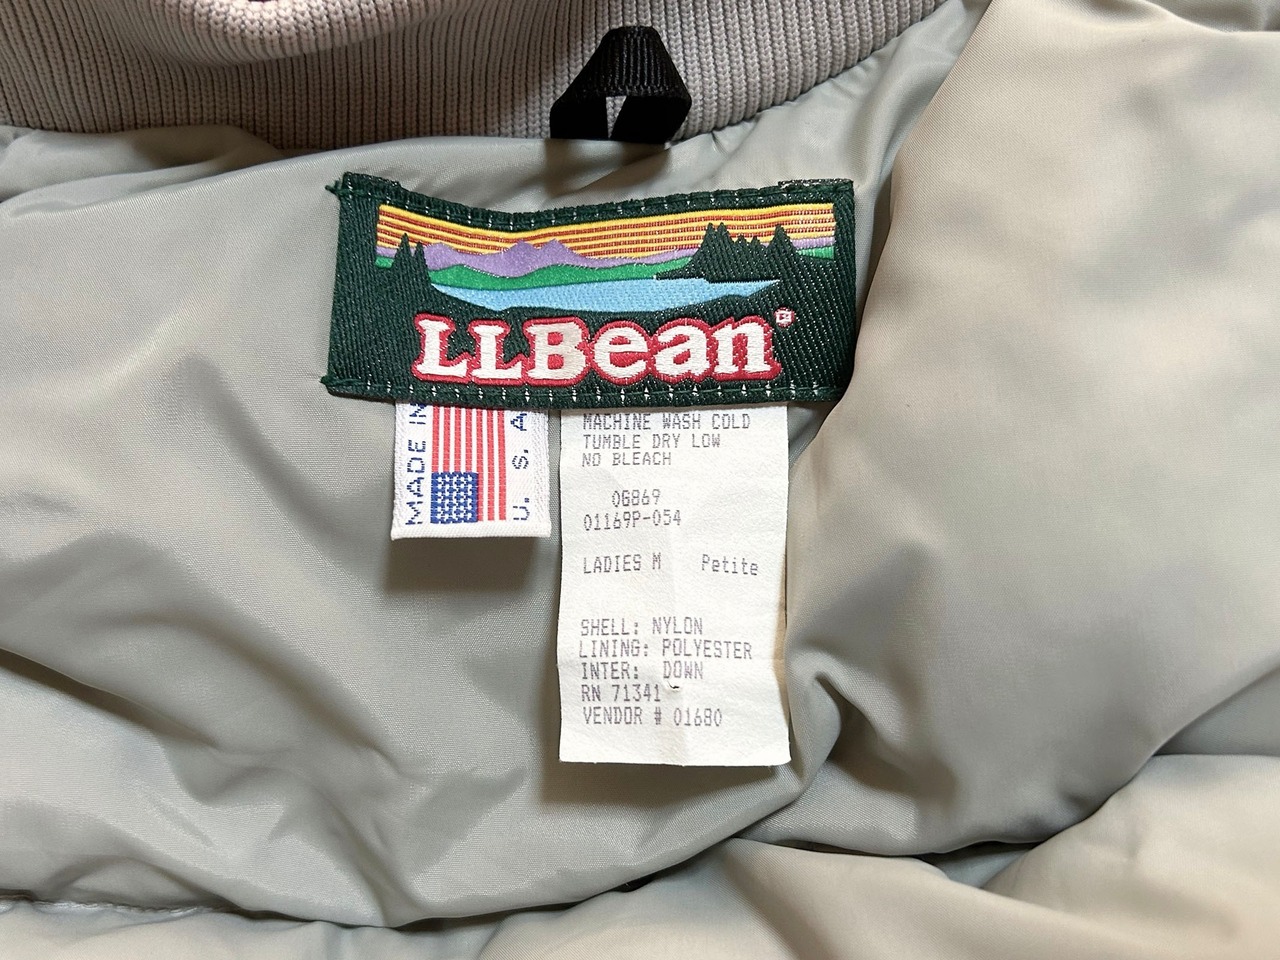 LLBean®
MADE IN
U. S. A
MACHINE WASH COLD
TUMBLE DRY LOW
NO BLEACH
0G869
01169P-054
LADIES M Petite
SHELL: NYLON
LINING: POLYESTER
INTER: DOWN
RN 71341
VENDOR # 01680